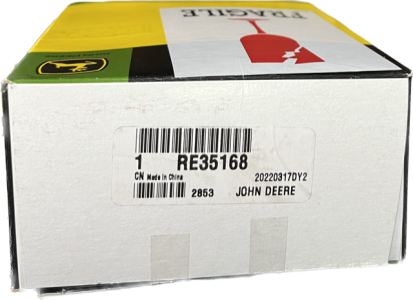 FRAGILE
1 RE35168
CN Made in China 20220317DY2
2853 JOHN DEERE